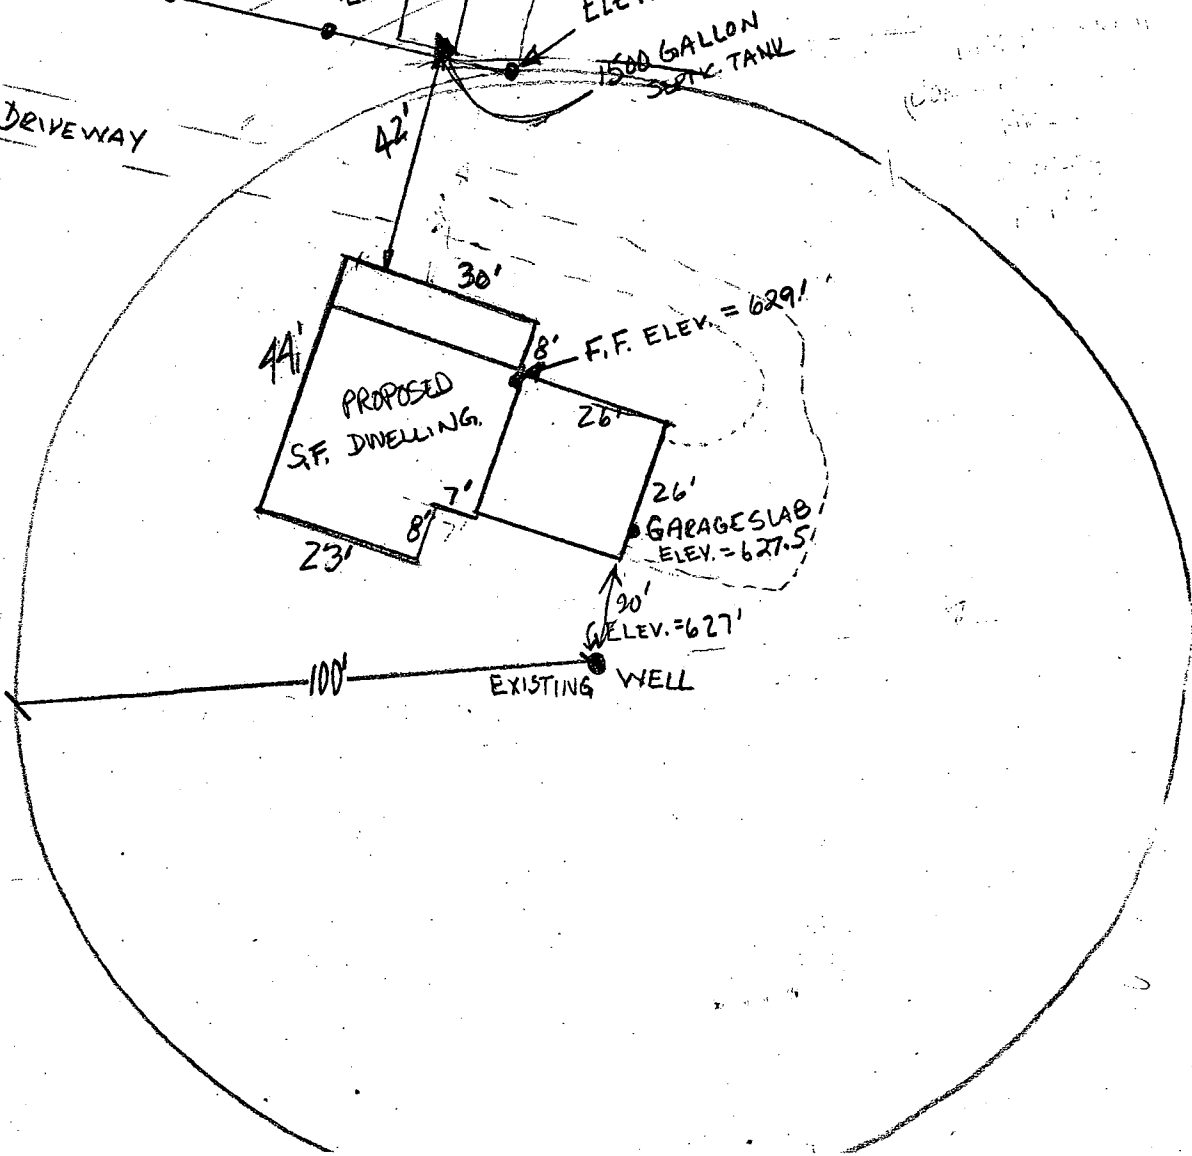 1500 GALLON
SEPTIC TANK
DRIVEWAY
42'
30'
44'
8'
F.F. ELEV. = 629.1'
PROPOSED
S.F. DWELLING.
26'
7'
8'
26'
GARAGE SLAB
ELEV. = 627.5'
23'
20'
ELEV. = 627'
100'
EXISTING WELL